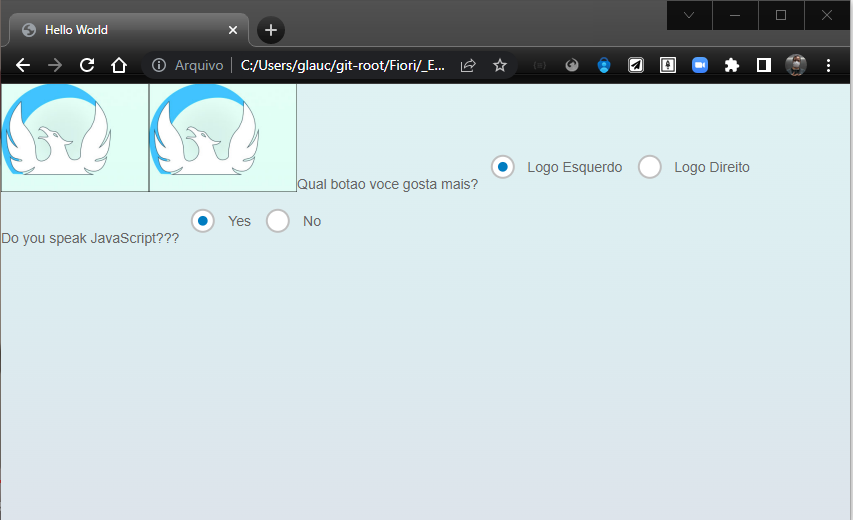 Hello World
Arquivo | C:/Users/glauc/git-root/Fiori/_E...
Qual botao voce gosta mais? Logo Esquerdo Logo Direito
Do you speak JavaScript??? Yes No